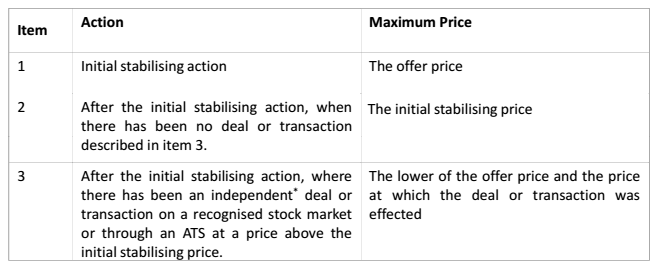 Item Action Maximum Price
1 Initial stabilising action The offer price
2 After the initial stabilising action, when The initial stabilising price
there has been no deal or transaction
described in item 3.
3 After the initial stabilising action, where The lower of the offer price and the price
there has been an independent* deal or at which the deal or transaction was
transaction on a recognised stock market effected
or through an ATS at a price above the
initial stabilising price.